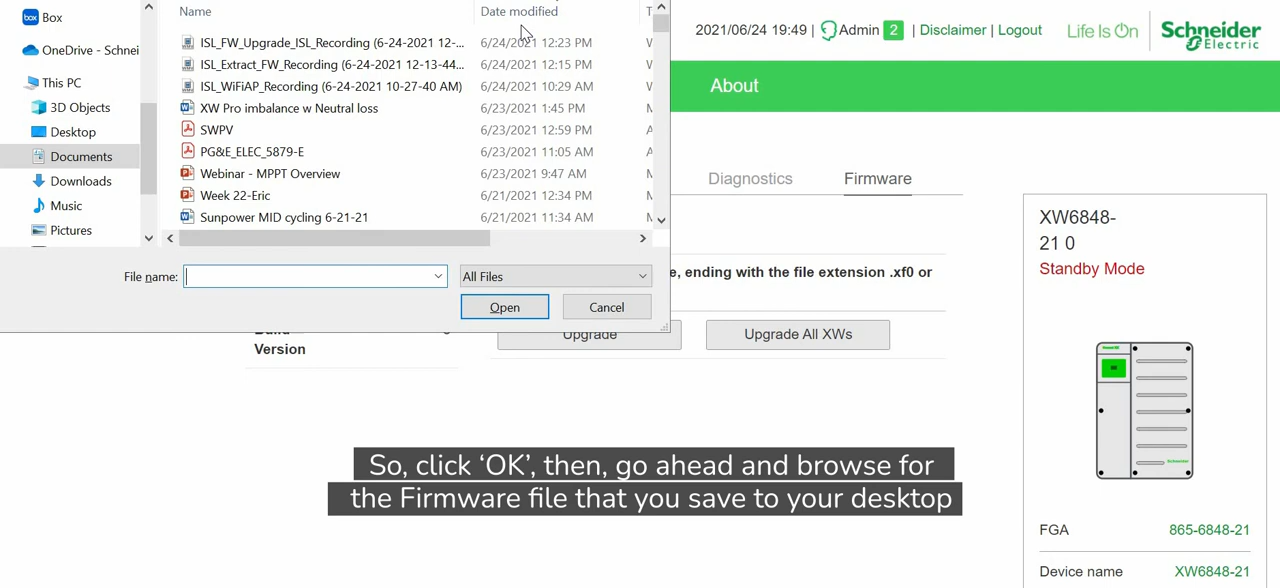 Box
OneDrive - Schnei
This PC
3D Objects
Desktop
Documents
Downloads
Music
Pictures
Name Date modified T
ISL_FW_Upgrade_ISL_Recording (6-24-2021 12-... 6/24/2021 12:23 PM
ISL_Extract_FW_Recording (6-24-2021 12-13-44... 6/24/2021 12:15 PM
ISL_WiFiAP_Recording (6-24-2021 10-27-40 AM) 6/24/2021 10:29 AM
XW Pro imbalance w Neutral loss 6/23/2021 1:45 PM
SWPV 6/23/2021 12:59 PM
PG&E_ELEC_5879-E 6/23/2021 11:05 AM
Webinar - MPPT Overview 6/23/2021 9:47 AM
Week 22-Eric 6/21/2021 12:34 PM
Sunpower MID cycling 6-21-21 6/21/2021 11:34 AM
File name: All Files
Open Cancel
2021/06/24 19:49 | Admin 2 | Disclaimer | Logout
Life Is On
Schneider
Electric
About
Diagnostics Firmware
e, ending with the file extension .xf0 or
Build
Version
Upgrade Upgrade All XWs
XW6848-
21 0
Standby Mode
FGA 865-6848-21
Device name XW6848-21
So, click ‘OK’, then, go ahead and browse for
the Firmware file that you save to your desktop